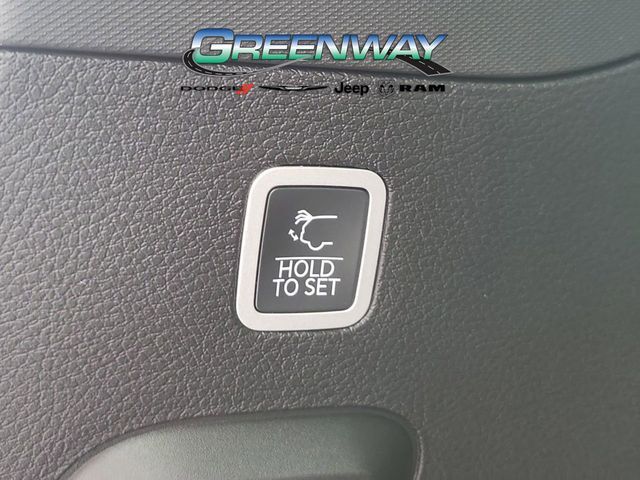 GREENWAY
DODGE Jeep RAM
HOLD
TO SET